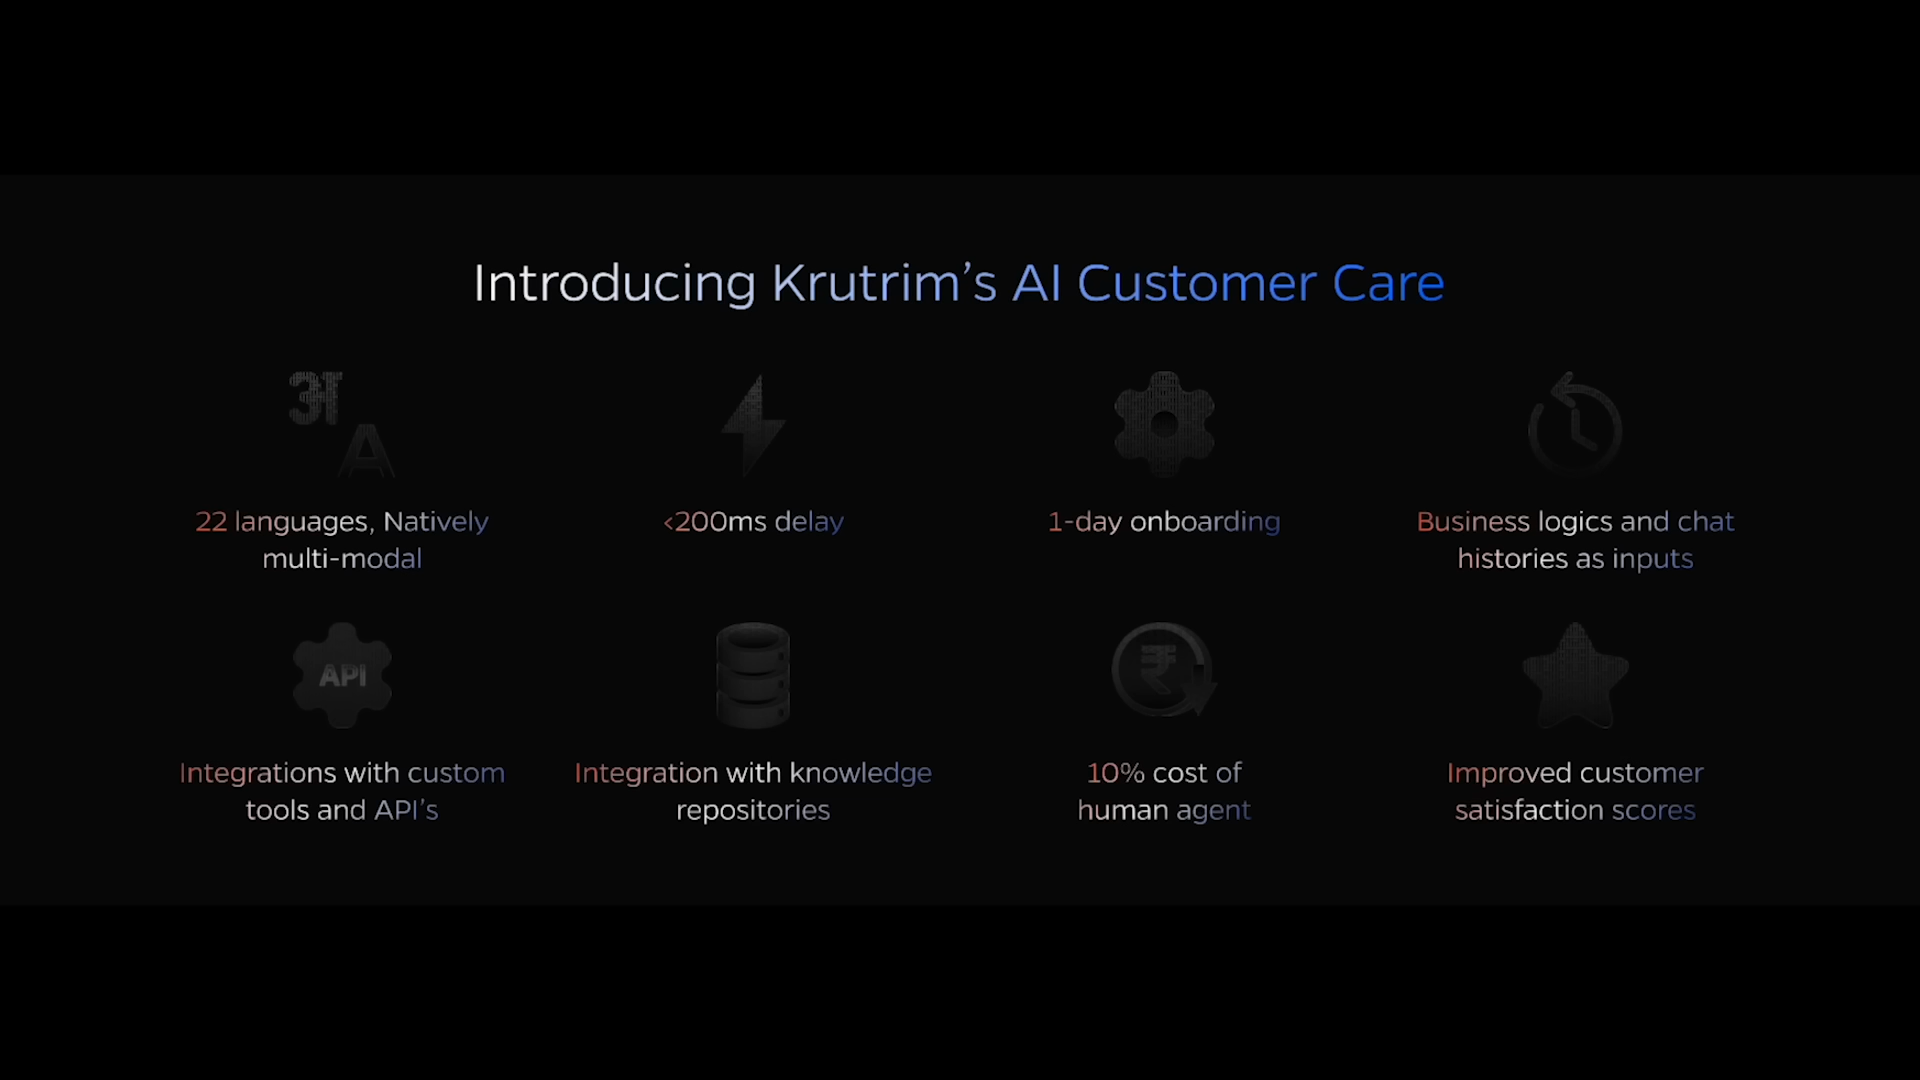 Introducing Krutrim’s AI Customer Care
अ
A
22 languages, Natively
multi-modal
<200ms delay
1-day onboarding
Business logics and chat
histories as inputs
API
Integrations with custom
tools and API’s
Integration with knowledge
repositories
₹
10% cost of
human agent
Improved customer
satisfaction scores